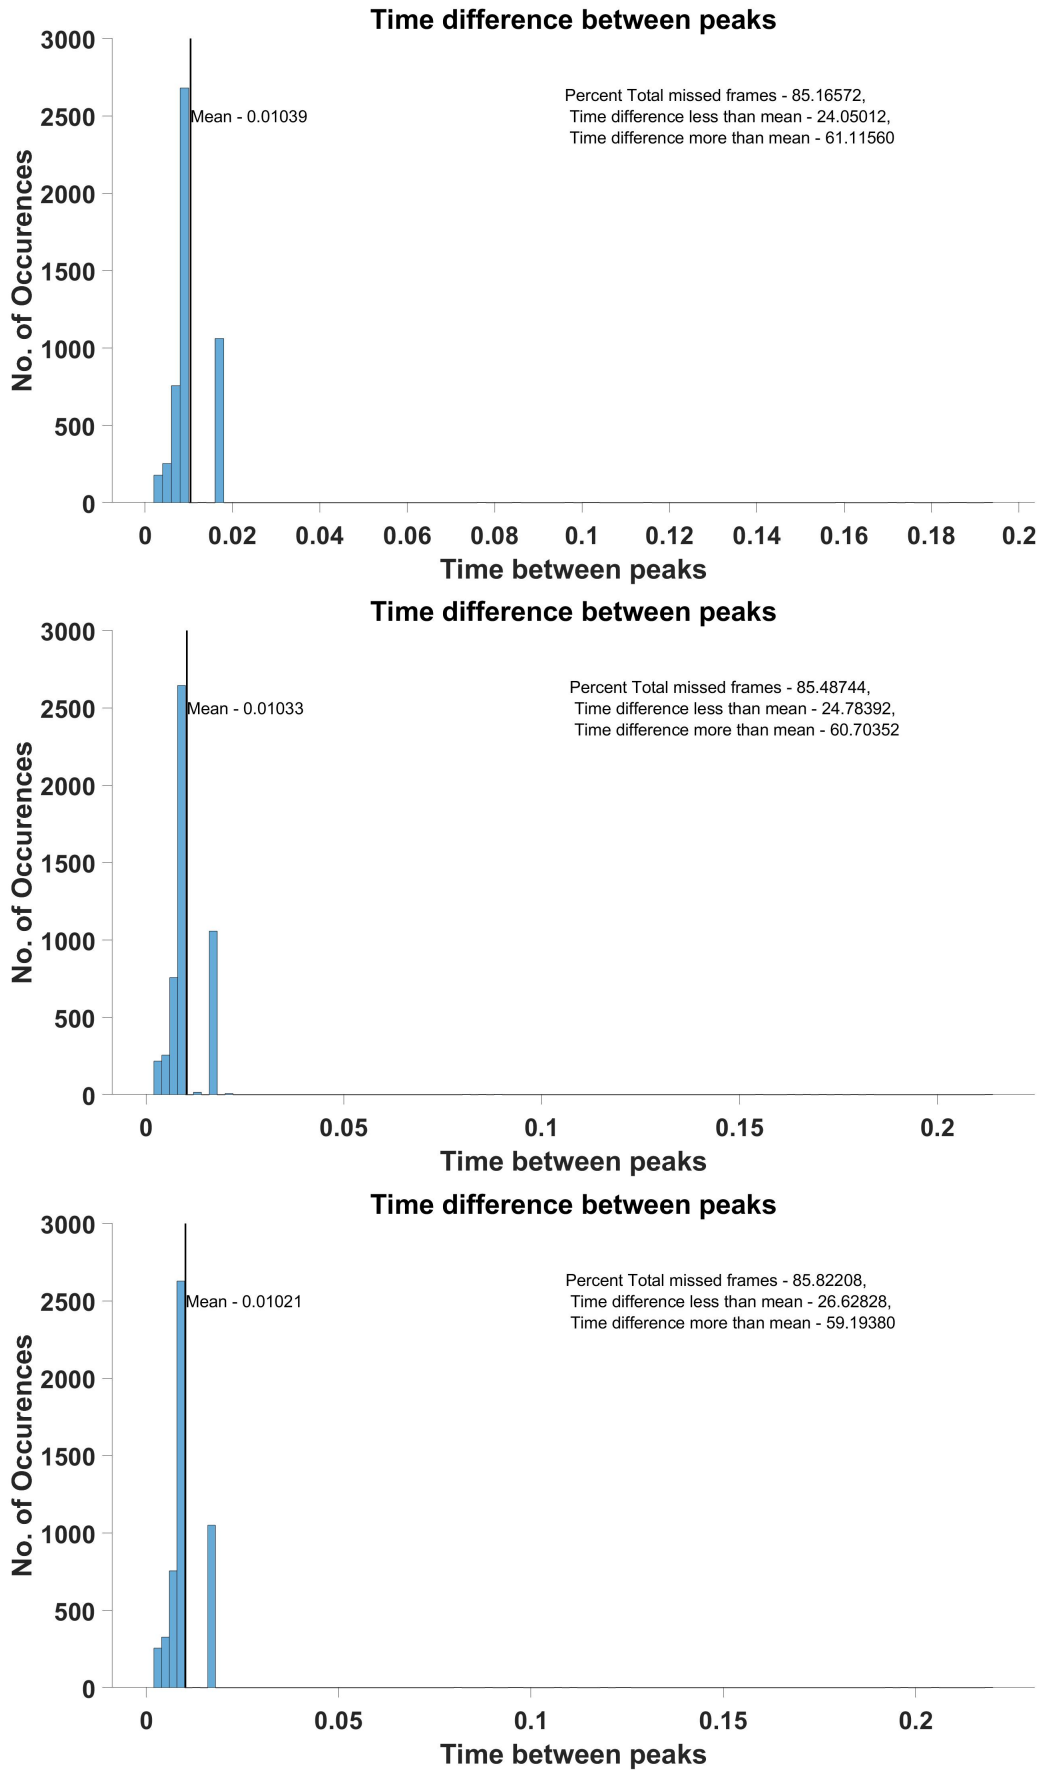 Time difference between peaks
3000
2500
2000
1500
1000
500
0
No. of Occurences
Mean - 0.01039
Percent Total missed frames - 85.16572,
Time difference less than mean - 24.05012,
Time difference more than mean - 61.11560
0 0.02 0.04 0.06 0.08 0.1 0.12 0.14 0.16 0.18 0.2
Time between peaks
Time difference between peaks
3000
2500
2000
1500
1000
500
0
No. of Occurences
Mean - 0.01033
Percent Total missed frames - 85.48744,
Time difference less than mean - 24.78392,
Time difference more than mean - 60.70352
0 0.05 0.1 0.15 0.2
Time between peaks
Time difference between peaks
3000
2500
2000
1500
1000
500
0
No. of Occurences
Mean - 0.01021
Percent Total missed frames - 85.82208,
Time difference less than mean - 26.62828,
Time difference more than mean - 59.19380
0 0.05 0.1 0.15 0.2
Time between peaks